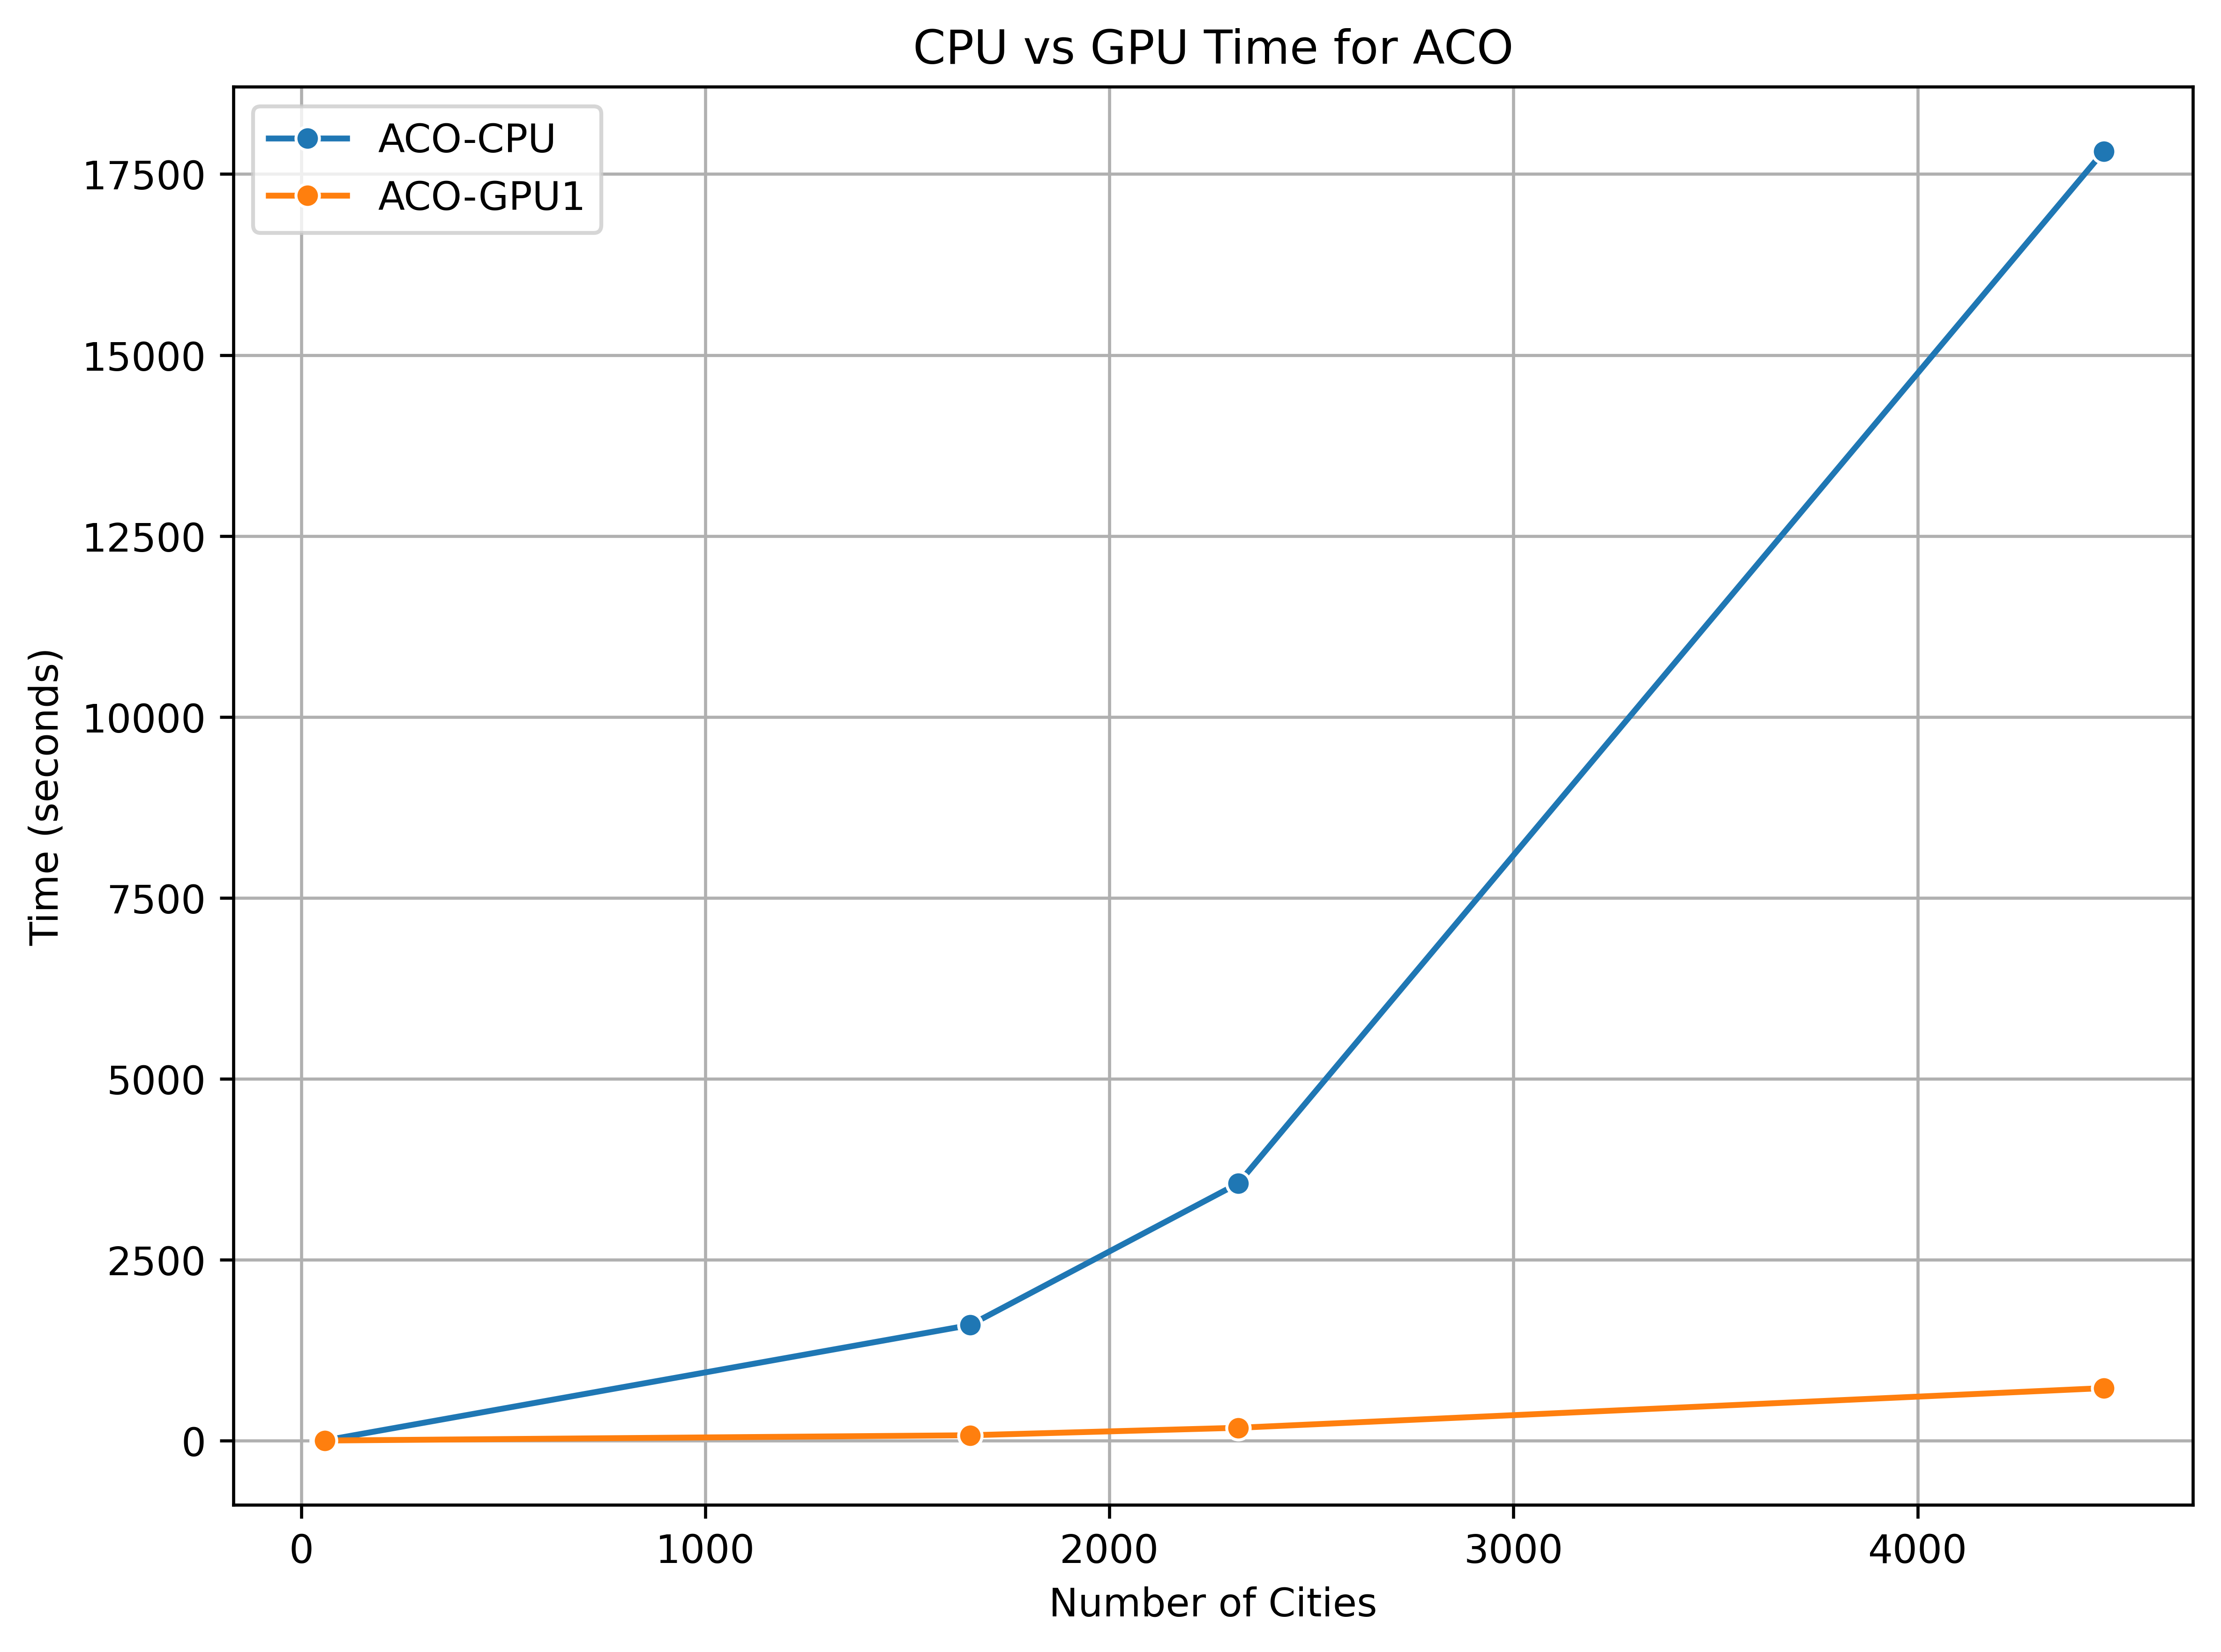 CPU vs GPU Time for ACO
ACO-CPU
ACO-GPU1
17500
15000
12500
10000
7500
5000
2500
0
Time (seconds)
0 1000 2000 3000 4000
Number of Cities